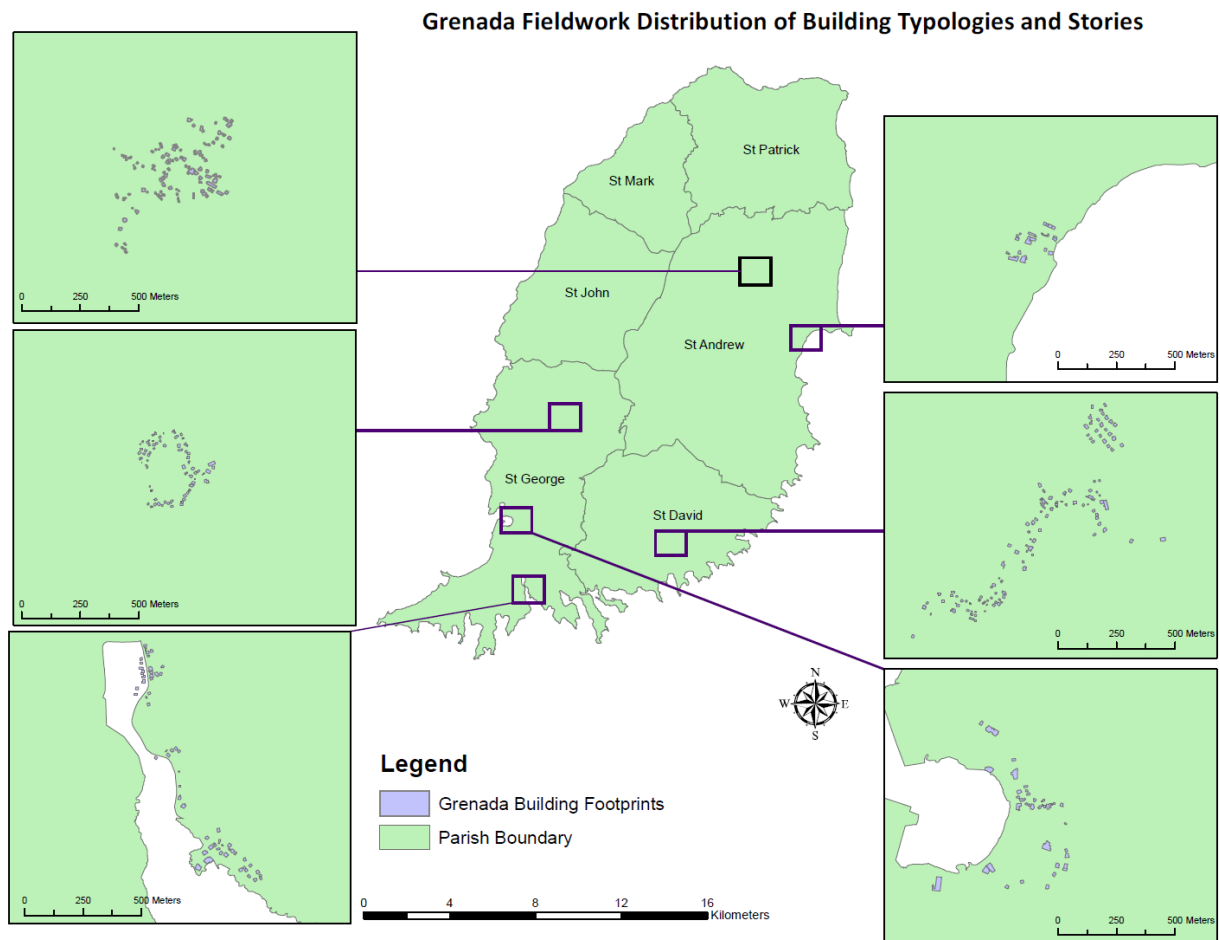 Grenada Fieldwork Distribution of Building Typologies and Stories
0 250 500 Meters
St Patrick
St Mark
St John
St Andrew
0 250 500 Meters
0 250 500 Meters
St George
St David
0 250 500 Meters
N
W E
S
Legend
Grenada Building Footprints
Parish Boundary
0 250 500 Meters
0 4 8 12 16
Kilometers
0 250 500 Meters